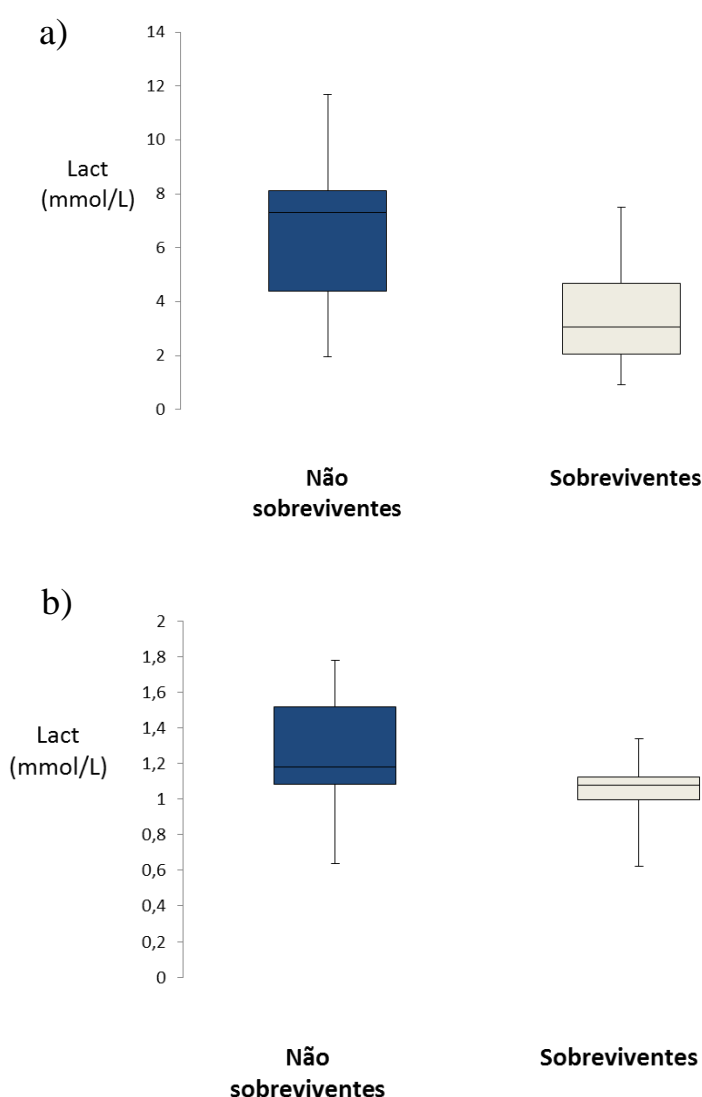 a)
14
12
10
8
6
4
2
0
Lact
(mmol/L)
Não
sobreviventes
Sobreviventes
b)
2
1,8
1,6
1,4
1,2
1
0,8
0,6
0,4
0,2
0
Lact
(mmol/L)
Não
sobreviventes
Sobreviventes